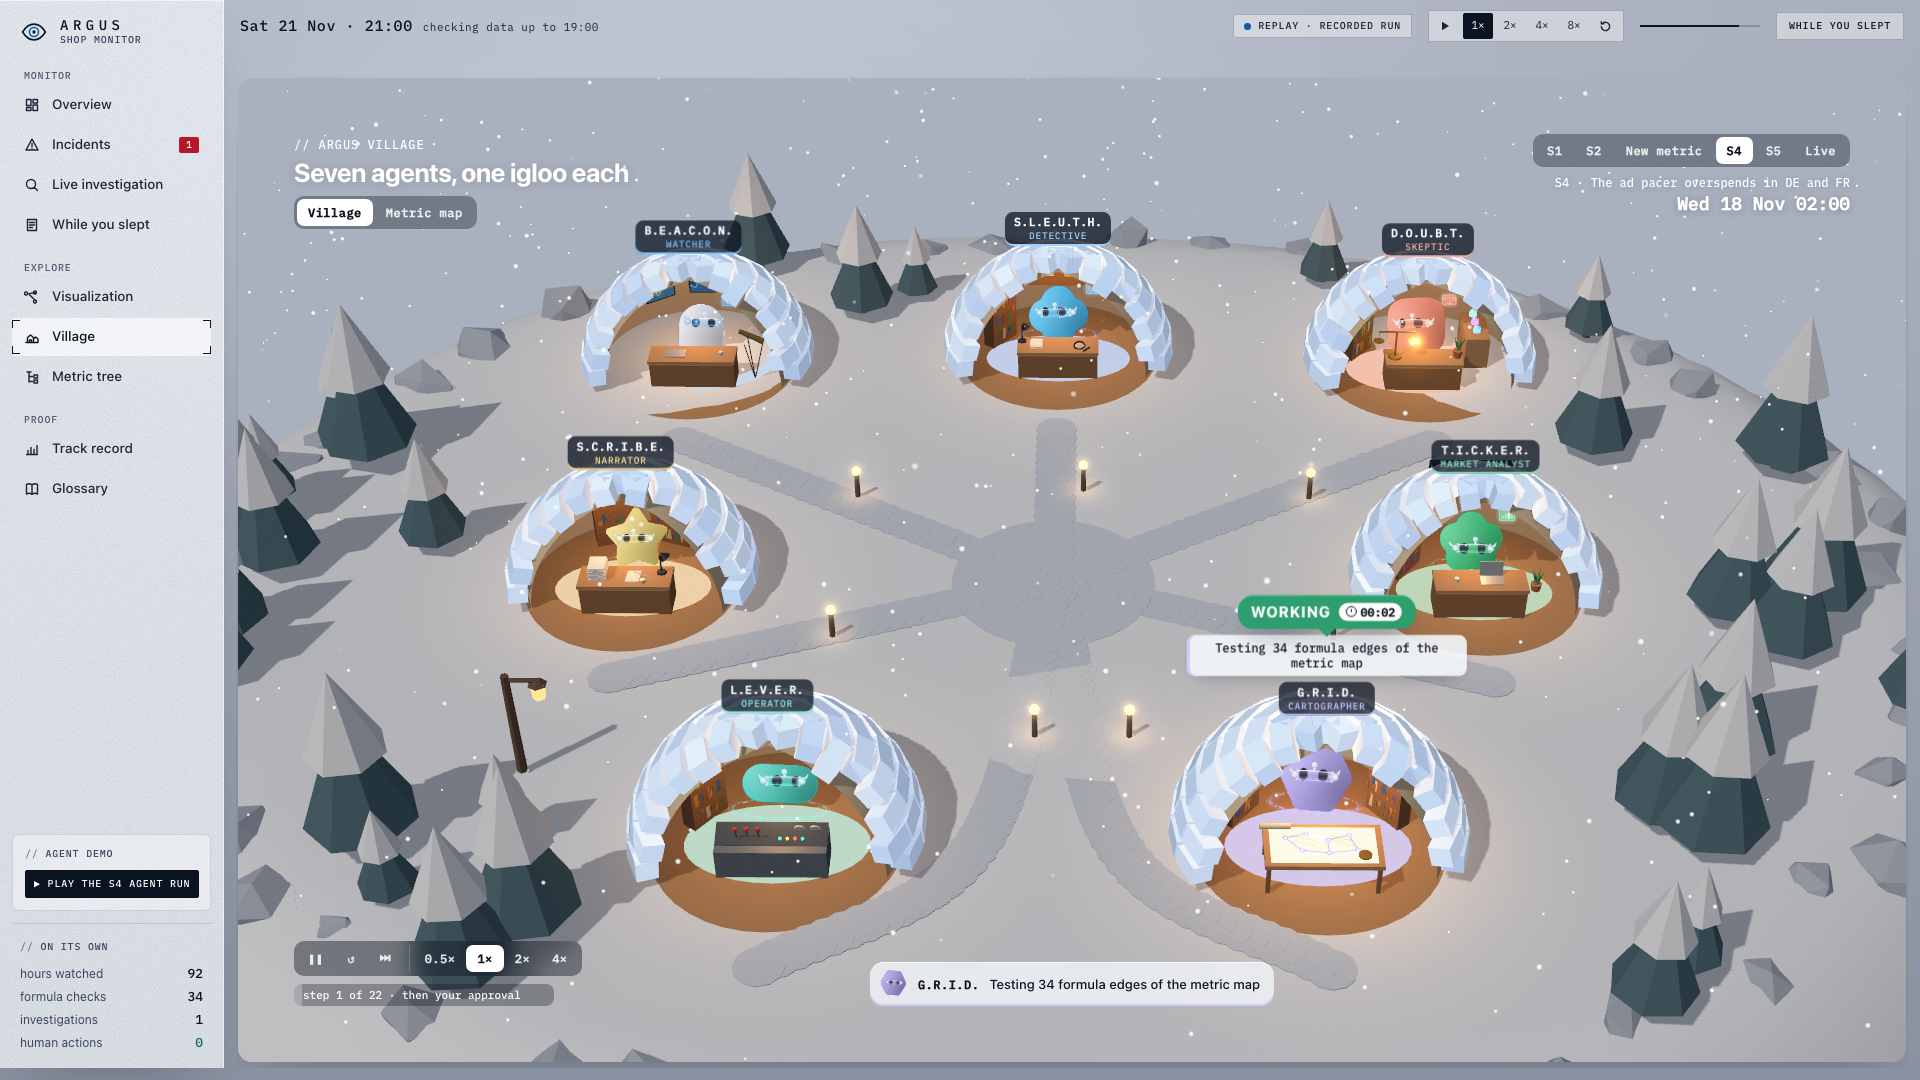 ARGUS
SHOP MONITOR
MONITOR
Overview
Incidents 1
Live investigation
While you slept
EXPLORE
Visualization
Village
Metric tree
PROOF
Track record
Glossary
// AGENT DEMO
PLAY THE S4 AGENT RUN
// ON ITS OWN
hours watched 92
formula checks 34
investigations 1
human actions 0
Sat 21 Nov · 21:00 checking data up to 19:00
REPLAY · RECORDED RUN
1× 2× 4× 8×
WHILE YOU SLEPT
// ARGUS VILLAGE
Seven agents, one igloo each
Village Metric map
S1 S2 New metric S4 S5 Live
S4 · The ad pacer overspends in DE and FR
Wed 18 Nov 02:00
B.E.A.C.O.N.
WATCHER
S.L.E.U.T.H.
DETECTIVE
D.O.U.B.T.
SKEPTIC
S.C.R.I.B.E.
NARRATOR
T.I.C.K.E.R.
MARKET ANALYST
WORKING 00:02
Testing 34 formula edges of the
metric map
L.E.V.E.R.
OPERATOR
G.R.I.D.
CARTOGRAPHER
0.5× 1× 2× 4×
step 1 of 22 · then your approval
G.R.I.D. Testing 34 formula edges of the metric map